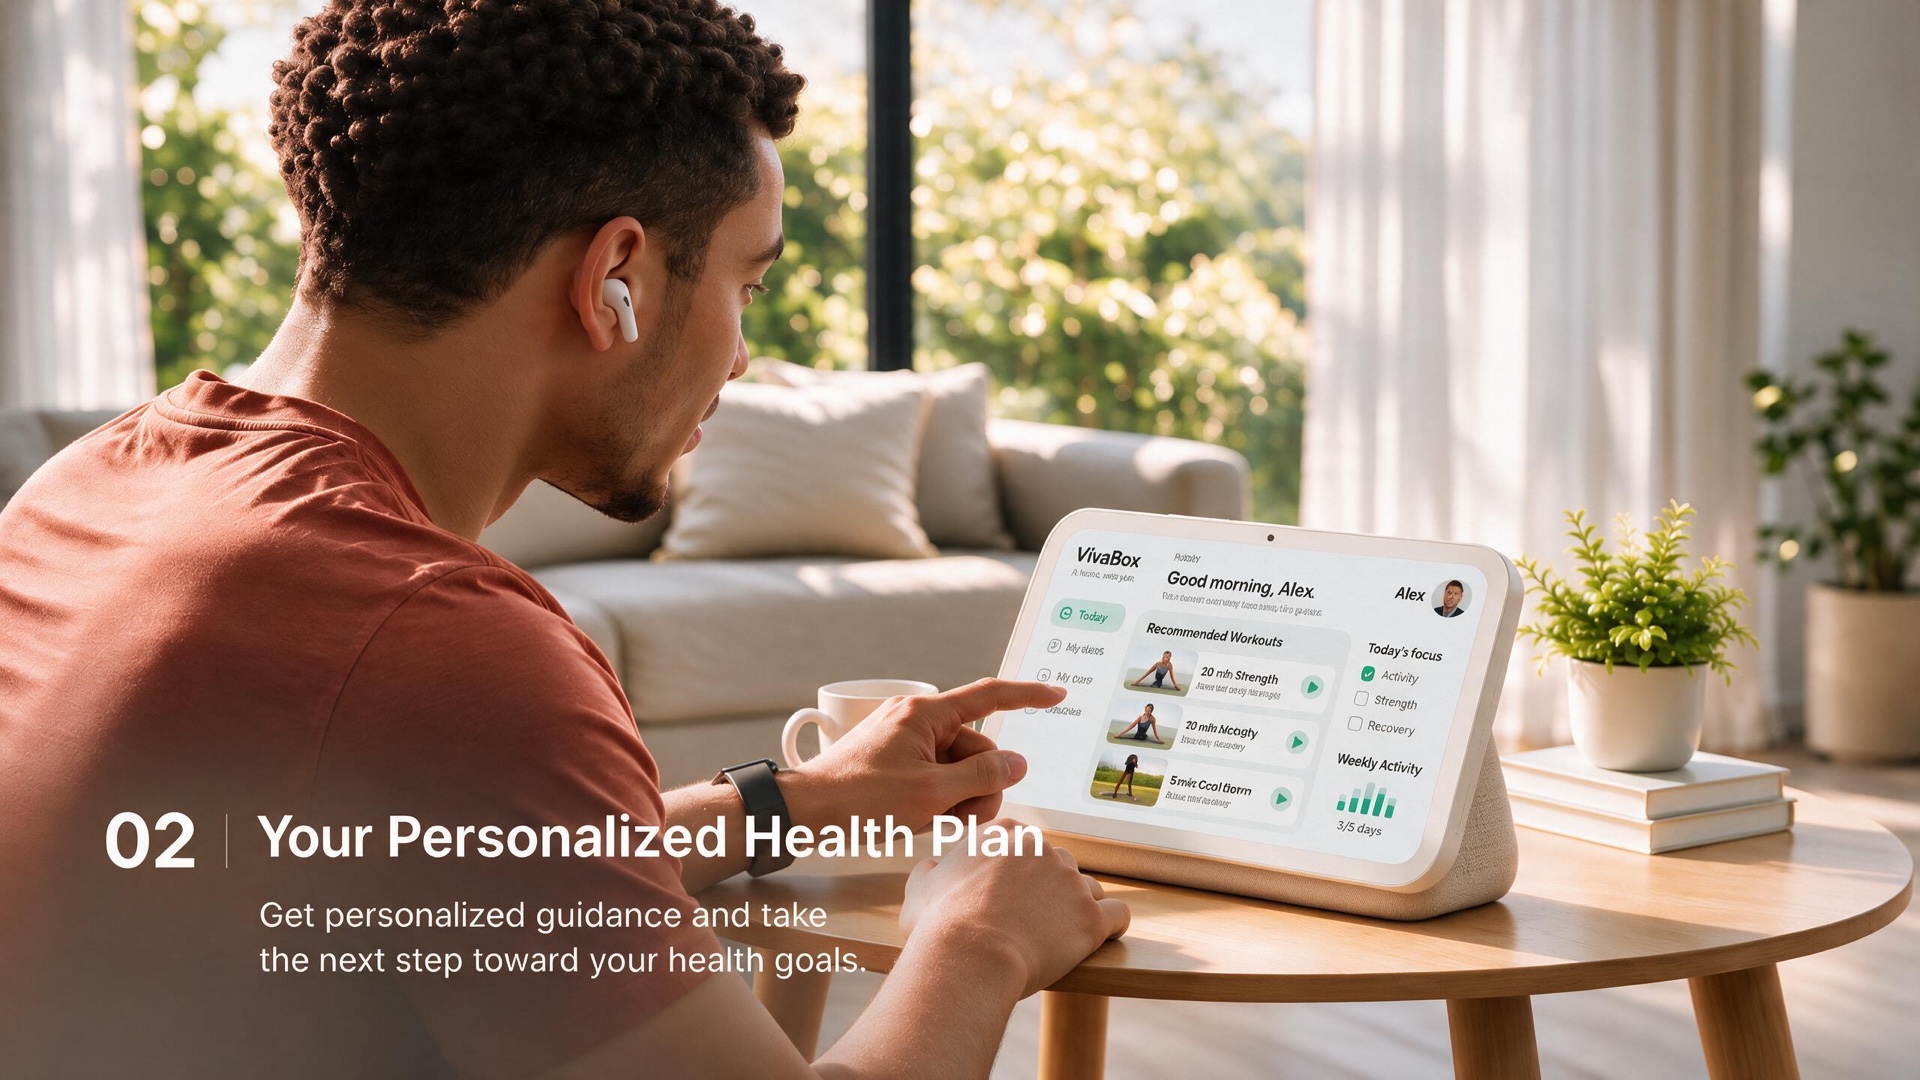 VivaBox
Good morning, Alex.
Alex
Today
Recommended Workouts
20 min Strength
20 min
Today's focus
Activity
Strength
Recovery
Weekly Activity
3/5 days
02
Your Personalized Health Plan
Get personalized guidance and take
the next step toward your health goals.